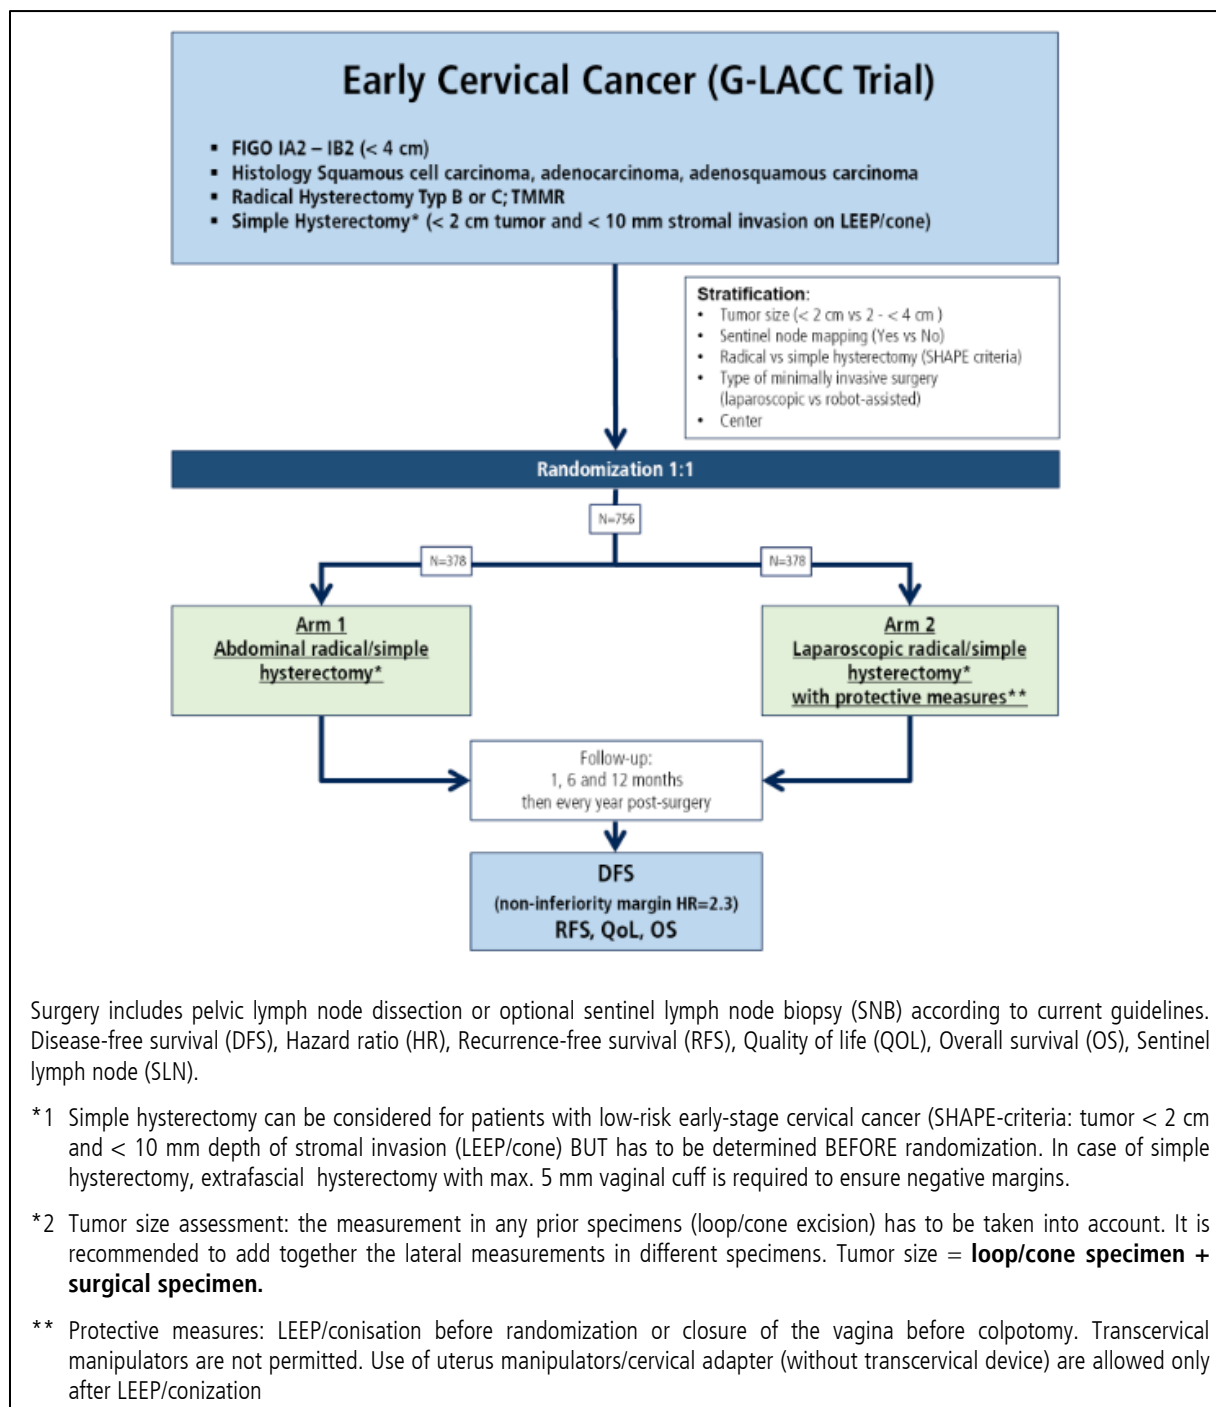 Early Cervical Cancer (G-LACC Trial)
▪ FIGO IA2 – IB2 (< 4 cm)
▪ Histology Squamous cell carcinoma, adenocarcinoma, adenosquamous carcinoma
▪ Radical Hysterectomy Typ B or C; TMMR
▪ Simple Hysterectomy* (< 2 cm tumor and < 10 mm stromal invasion on LEEP/cone)
Stratification:
• Tumor size (< 2 cm vs 2 - < 4 cm )
• Sentinel node mapping (Yes vs No)
• Radical vs simple hysterectomy (SHAPE criteria)
• Type of minimally invasive surgery
(laparoscopic vs robot-assisted)
• Center
Randomization 1:1
N=756
N=378
N=378
Arm 1
Abdominal radical/simple
hysterectomy*
Arm 2
Laparoscopic radical/simple
hysterectomy*
with protective measures**
Follow-up:
1, 6 and 12 months
then every year post-surgery
DFS
(non-inferiority margin HR=2.3)
RFS, QoL, OS
Surgery includes pelvic lymph node dissection or optional sentinel lymph node biopsy (SNB) according to current guidelines.
Disease-free survival (DFS), Hazard ratio (HR), Recurrence-free survival (RFS), Quality of life (QOL), Overall survival (OS), Sentinel
lymph node (SLN).
*1 Simple hysterectomy can be considered for patients with low-risk early-stage cervical cancer (SHAPE-criteria: tumor < 2 cm
and < 10 mm depth of stromal invasion (LEEP/cone) BUT has to be determined BEFORE randomization. In case of simple
hysterectomy, extrafascial hysterectomy with max. 5 mm vaginal cuff is required to ensure negative margins.
*2 Tumor size assessment: the measurement in any prior specimens (loop/cone excision) has to be taken into account. It is
recommended to add together the lateral measurements in different specimens. Tumor size = loop/cone specimen +
surgical specimen.
** Protective measures: LEEP/conisation before randomization or closure of the vagina before colpotomy. Transcervical
manipulators are not permitted. Use of uterus manipulators/cervical adapter (without transcervical device) are allowed only
after LEEP/conization